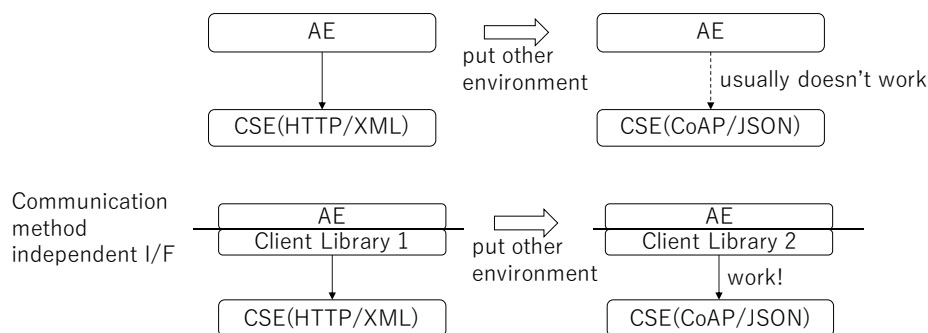 AE
put other
environment
AE
usually doesn't work
CSE(HTTP/XML)
CSE(CoAP/JSON)
Communication
method
independent I/F
AE
Client Library 1
put other
environment
AE
Client Library 2
work!
CSE(HTTP/XML)
CSE(CoAP/JSON)